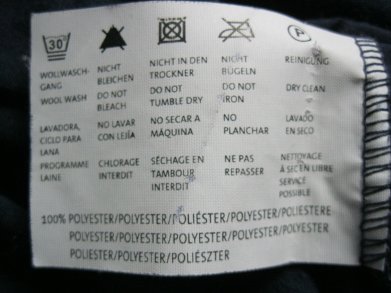 30°
P
WOLLWASCH- NICHT NICHT IN DEN NICHT REINIGUNG
GANG BLEICHEN TROCKNER BÜGELN
WOOL WASH DO NOT DO NOT DO NOT DRY CLEAN
BLEACH TUMBLE DRY IRON
LAVADORA, NO LAVAR NO SECAR A NO LAVADO
CICLO PARA CON LEJÍA MÁQUINA PLANCHAR EN SECO
LANA
PROGRAMME CHLORAGE SÉCHAGE EN NE PAS NETTOYAGE
LAINE INTERDIT TAMBOUR REPASSER À SEC EN LIBRE
INTERDIT SERVICE
POSSIBLE
100% POLYESTER/POLYESTER/POLIÉSTER/POLYESTER/POLIESTERE
POLYESTER/POLYESTER/POLYESTER/POLYESTER
POLIESTER/POLIÉSZTER